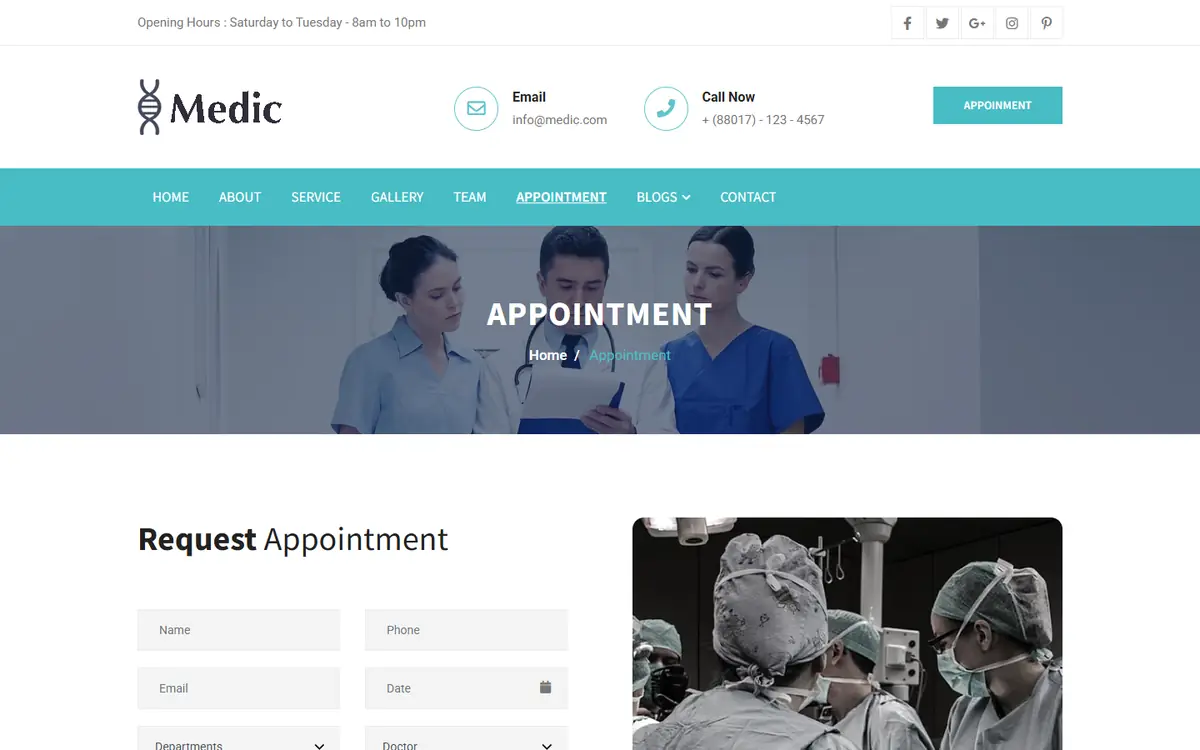 Opening Hours : Saturday to Tuesday - 8am to 10pm
Medic
Email
info@medic.com
Call Now
+ (88017) - 123 - 4567
APPOINMENT
HOME ABOUT SERVICE GALLERY TEAM APPOINTMENT BLOGS CONTACT
APPOINTMENT
Home / Appointment
Request Appointment
Name Phone
Email Date
Departments Doctor